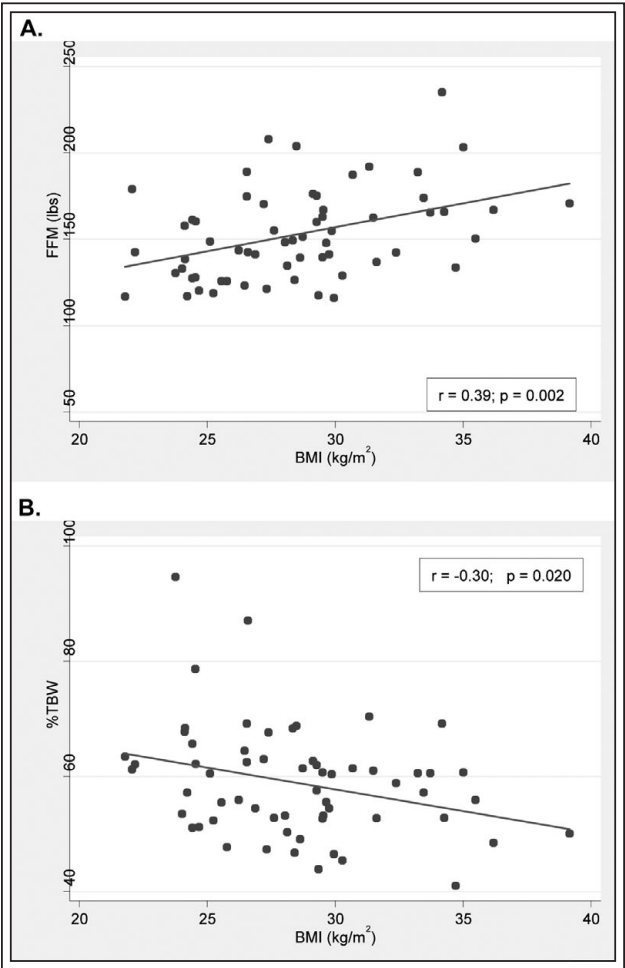 A.
250
200
150
100
50
FFM (lbs)
r = 0.39; p = 0.002
20 25 30 35 40
BMI (kg/m²)
B.
100
80
60
40
%TBW
r = -0.30; p = 0.020
20 25 30 35 40
BMI (kg/m²)